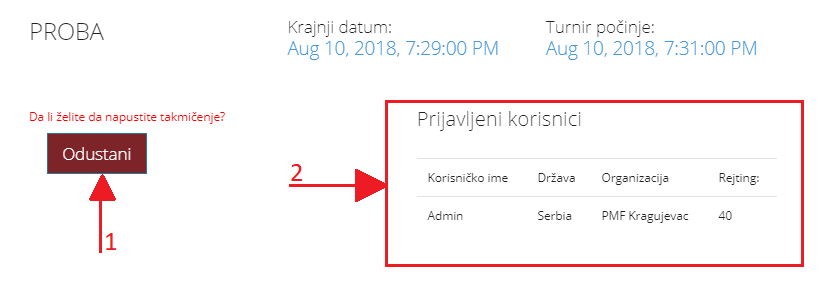 PROBA
Krajnji datum:
Aug 10, 2018, 7:29:00 PM
Turnir počinje:
Aug 10, 2018, 7:31:00 PM
Da li želite da napustite takmičenje?
Odustani
1
2
Prijavljeni korisnici
Korisničko ime Država Organizacija Rejting:
Admin Serbia PMF Kragujevac 40